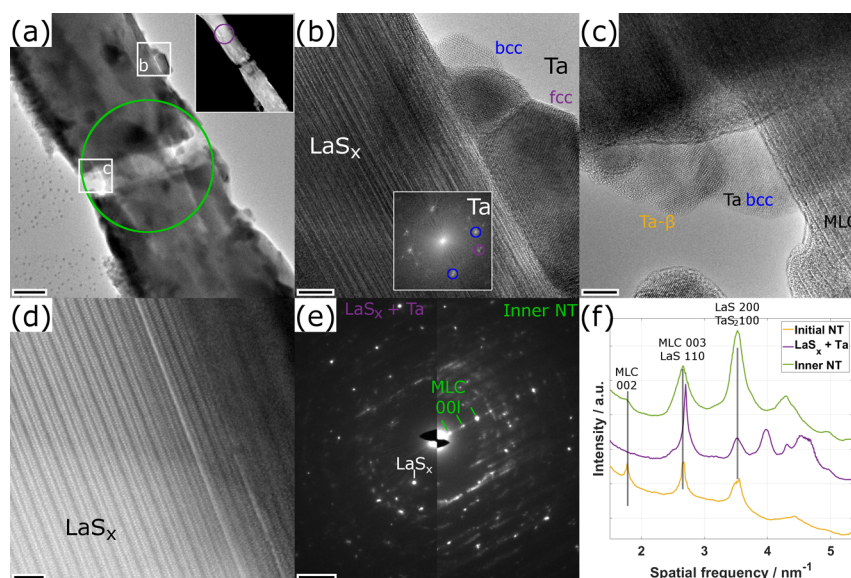 (a)
b
c
(b)
bcc
Ta
fcc
LaSx
Ta
(c)
Ta bcc
Ta-β
MLC
(d)
LaSx
(e)
LaSx + Ta
Inner NT
MLC
00l
LaSx
(f)
LaS 200
TaS2 100
MLC 003
LaS 110
MLC
002
Initial NT
LaSx + Ta
Inner NT
Intensity / a.u.
2
3
4
5
Spatial frequency / nm-1